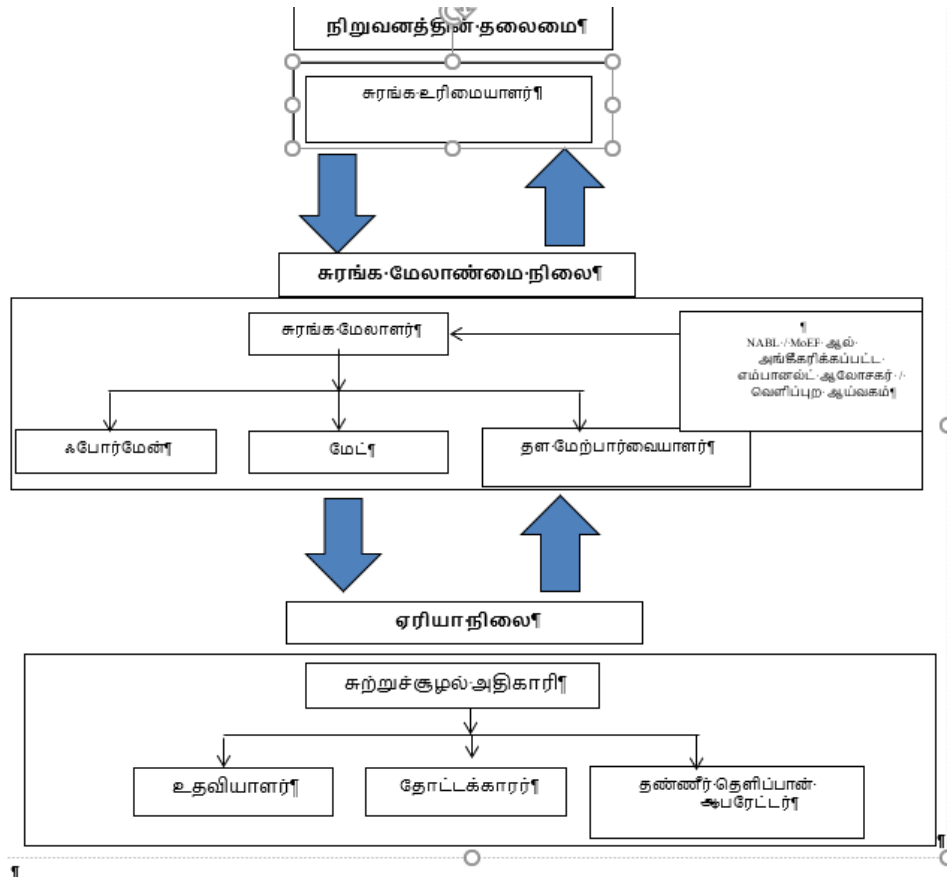 நிறுவனத்தின்·தலைமை¶
சுரங்க·உரிமையாளர்¶
சுரங்க·மேலாண்மை·நிலை¶
சுரங்க·மேலாளர்¶
¶
NABL·/·MoEF·ஆல்·
அங்கீகரிக்கப்பட்ட·
எம்பானல்ட்·ஆலோசகர்·/·
வெளிப்புற·ஆய்வகம்¶
ஃபோர்மேன்¶
மேட்¶
தள·மேற்பார்வையாளர்¶
ஏரியா·நிலை¶
சுற்றுச்சூழல்·அதிகாரி¶
உதவியாளர்¶
தோட்டக்காரர்¶
தண்ணீர்·தெளிப்பான்·
ஆபரேட்டர்¶
¶
¶